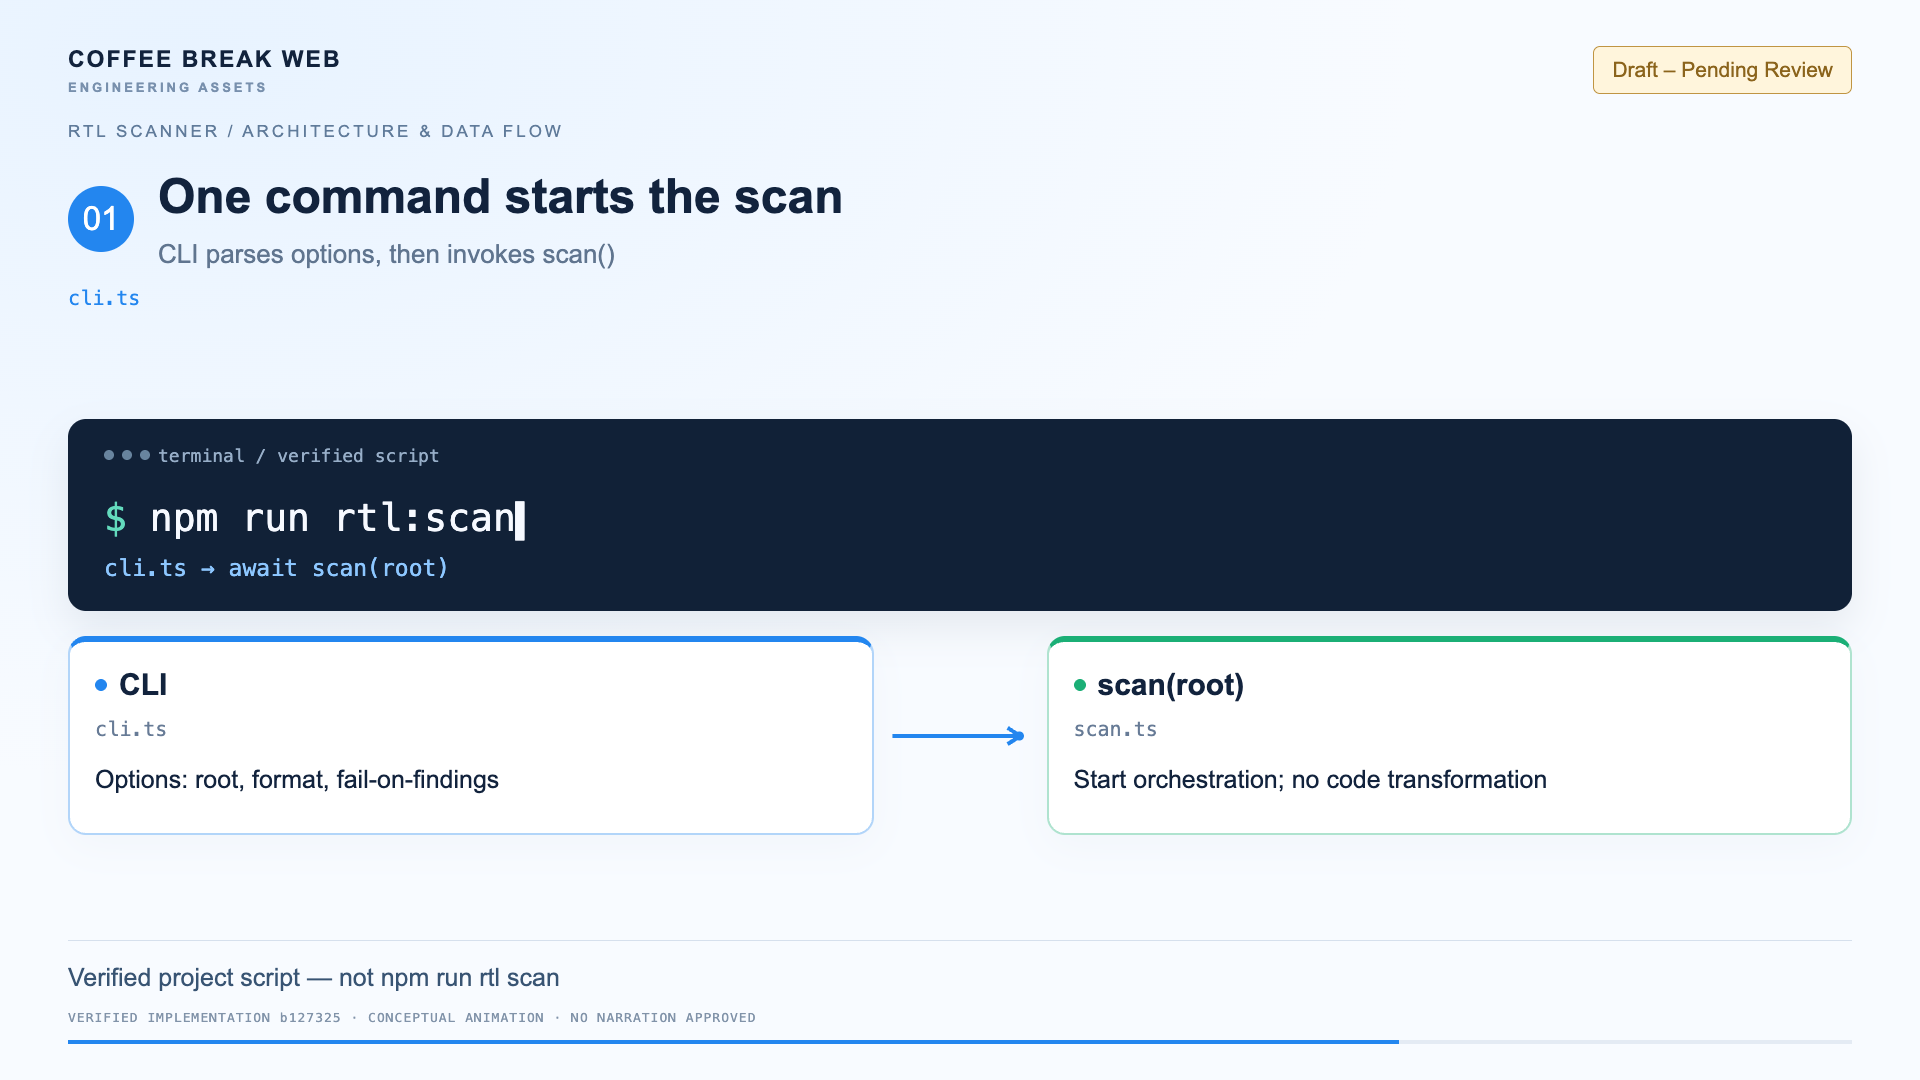 COFFEE BREAK WEB
ENGINEERING ASSETS
Draft – Pending Review
RTL SCANNER / ARCHITECTURE & DATA FLOW
01
One command starts the scan
CLI parses options, then invokes scan()
cli.ts
terminal / verified script
$ npm run rtl:scan
cli.ts → await scan(root)
CLI
cli.ts
Options: root, format, fail-on-findings
scan(root)
scan.ts
Start orchestration; no code transformation
Verified project script — not npm run rtl scan
VERIFIED IMPLEMENTATION b127325 · CONCEPTUAL ANIMATION · NO NARRATION APPROVED